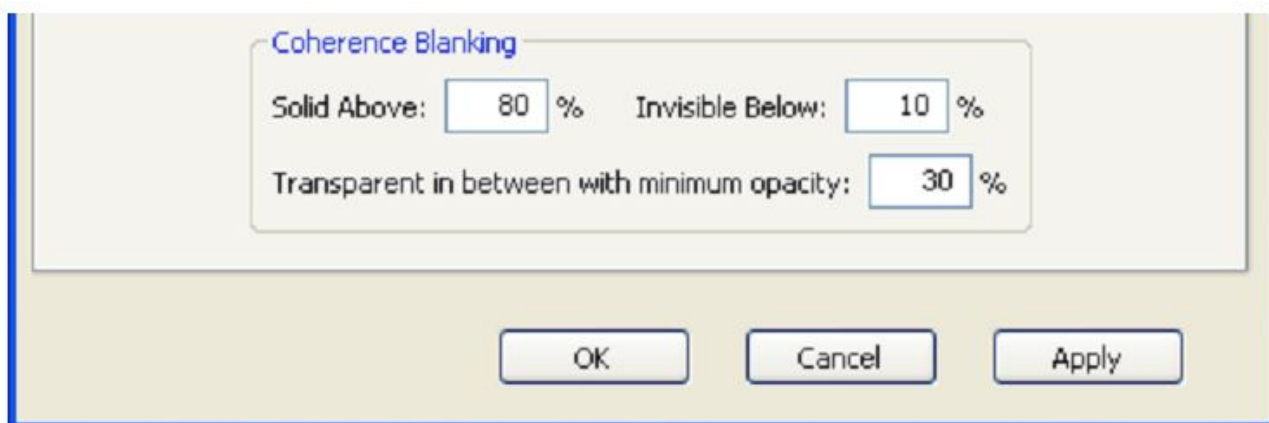 Coherence Blanking
Solid Above: 80 % Invisible Below: 10 %
Transparent in between with minimum opacity: 30 %
OK Cancel Apply